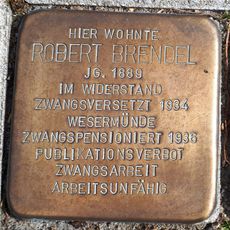 HIER WOHNTE
ROBERT BRENDEL
JG. 1889
IM WIDERSTAND
ZWANGSVERSETZT 1934
WESERMÜNDE
ZWANGSPENSIONIERT 1936
PUBLIKATIONSVERBOT
ZWANGSARBEIT
ARBEITSUNFÄHIG